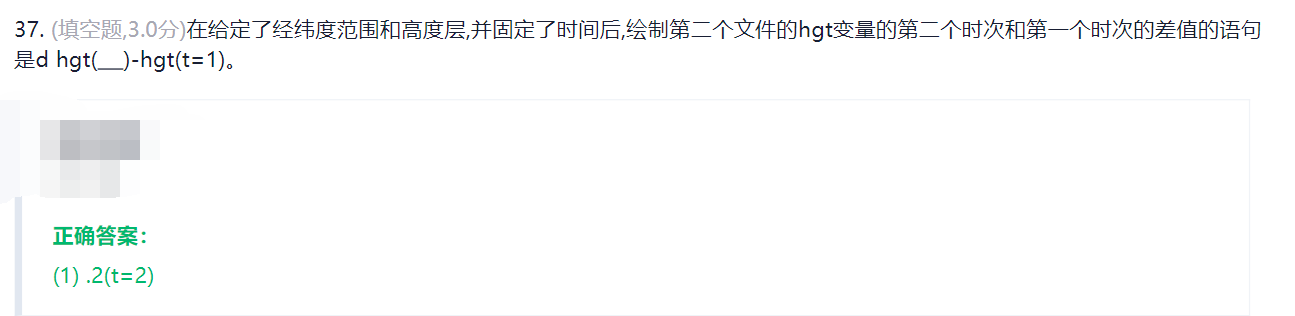 37. (填空题,3.0分)在给定了经纬度范围和高度层,并固定了时间后,绘制第二个文件的hgt变量的第二个时次和第一个时次的差值的语句
是d hgt(__)-hgt(t=1)。
正确答案：
(1) .2(t=2)